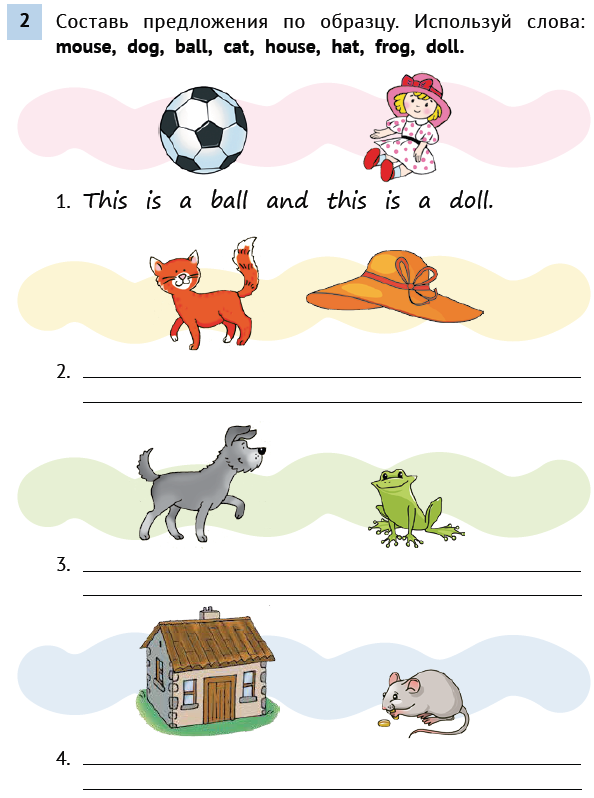 2 Составь предложения по образцу. Используй слова:
mouse, dog, ball, cat, house, hat, frog, doll.
1. This is a ball and this is a doll.
2.
3.
4.